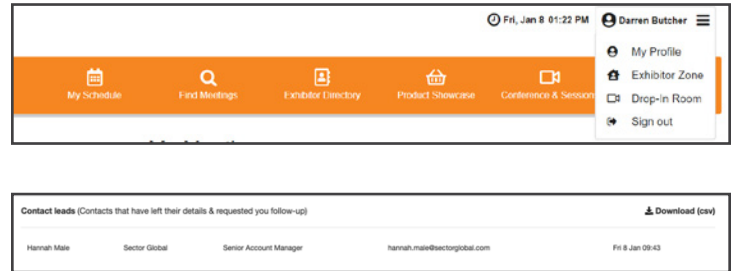 Fri, Jan 8 01:22 PM Darren Butcher
My Profile
Exhibitor Zone
Drop-In Room
Sign out
My Schedule Find Meetings Exhibitor Directory Product Showcase Conference & Session
Contact leads (Contacts that have left their details & requested you follow-up) Download (csv)
Hannah Male Sector Global Senior Account Manager hannah.male@sectorglobal.com Fri 8 Jan 09:43